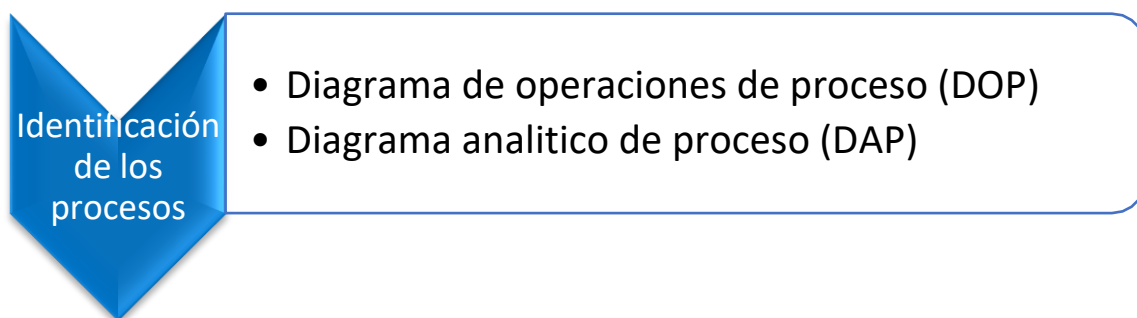 Identificación
de los
procesos
• Diagrama de operaciones de proceso (DOP)
• Diagrama analitico de proceso (DAP)